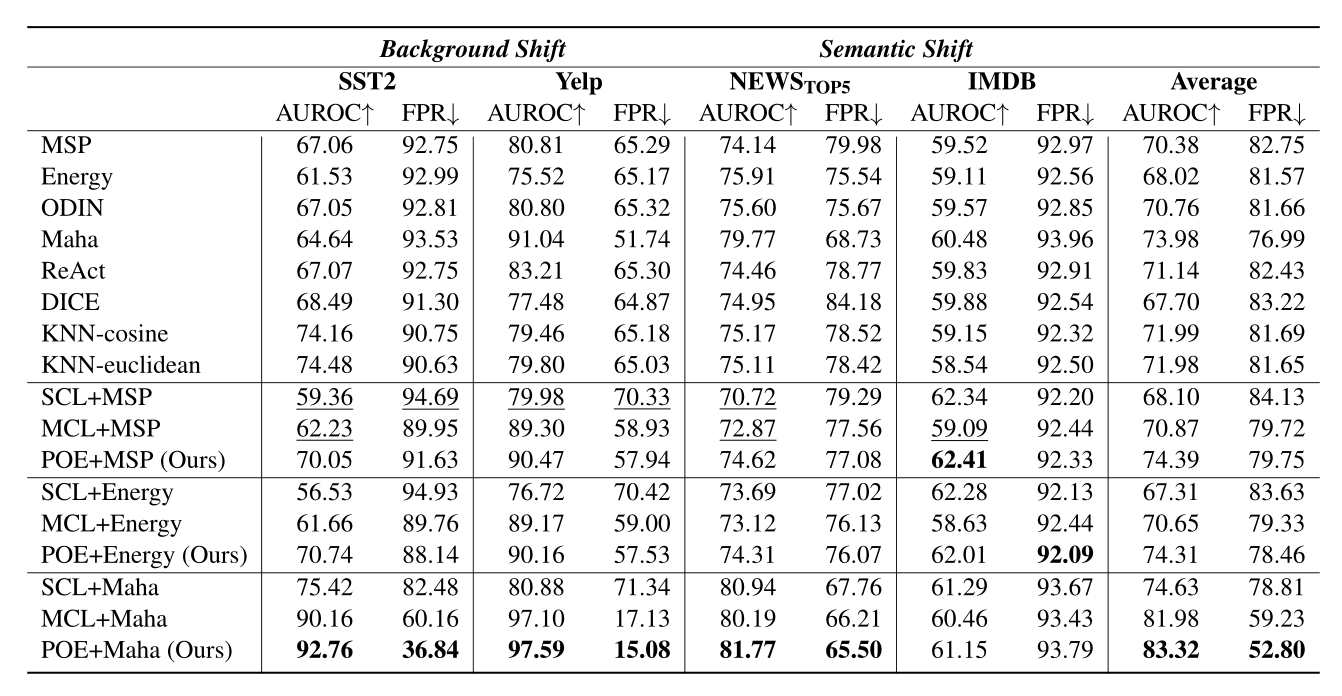 Background Shift Semantic Shift
SST2 Yelp NEWSTOP5 IMDB Average
AUROC↑ FPR↓ AUROC↑ FPR↓ AUROC↑ FPR↓ AUROC↑ FPR↓ AUROC↑ FPR↓
MSP 67.06 92.75 80.81 65.29 74.14 79.98 59.52 92.97 70.38 82.75
Energy 61.53 92.99 75.52 65.17 75.91 75.54 59.11 92.56 68.02 81.57
ODIN 67.05 92.81 80.80 65.32 75.60 75.67 59.57 92.85 70.76 81.66
Maha 64.64 93.53 91.04 51.74 79.77 68.73 60.48 93.96 73.98 76.99
ReAct 67.07 92.75 83.21 65.30 74.46 78.77 59.83 92.91 71.14 82.43
DICE 68.49 91.30 77.48 64.87 74.95 84.18 59.88 92.54 67.70 83.22
KNN-cosine 74.16 90.75 79.46 65.18 75.17 78.52 59.15 92.32 71.99 81.69
KNN-euclidean 74.48 90.63 79.80 65.03 75.11 78.42 58.54 92.50 71.98 81.65
SCL+MSP 59.36 94.69 79.98 70.33 70.72 79.29 62.34 92.20 68.10 84.13
MCL+MSP 62.23 89.95 89.30 58.93 72.87 77.56 59.09 92.44 70.87 79.72
POE+MSP (Ours) 70.05 91.63 90.47 57.94 74.62 77.08 62.41 92.33 74.39 79.75
SCL+Energy 56.53 94.93 76.72 70.42 73.69 77.02 62.28 92.13 67.31 83.63
MCL+Energy 61.66 89.76 89.17 59.00 73.12 76.13 58.63 92.44 70.65 79.33
POE+Energy (Ours) 70.74 88.14 90.16 57.53 74.31 76.07 62.01 92.09 74.31 78.46
SCL+Maha 75.42 82.48 80.88 71.34 80.94 67.76 61.29 93.67 74.63 78.81
MCL+Maha 90.16 60.16 97.10 17.13 80.19 66.21 60.46 93.43 81.98 59.23
POE+Maha (Ours) 92.76 36.84 97.59 15.08 81.77 65.50 61.15 93.79 83.32 52.80